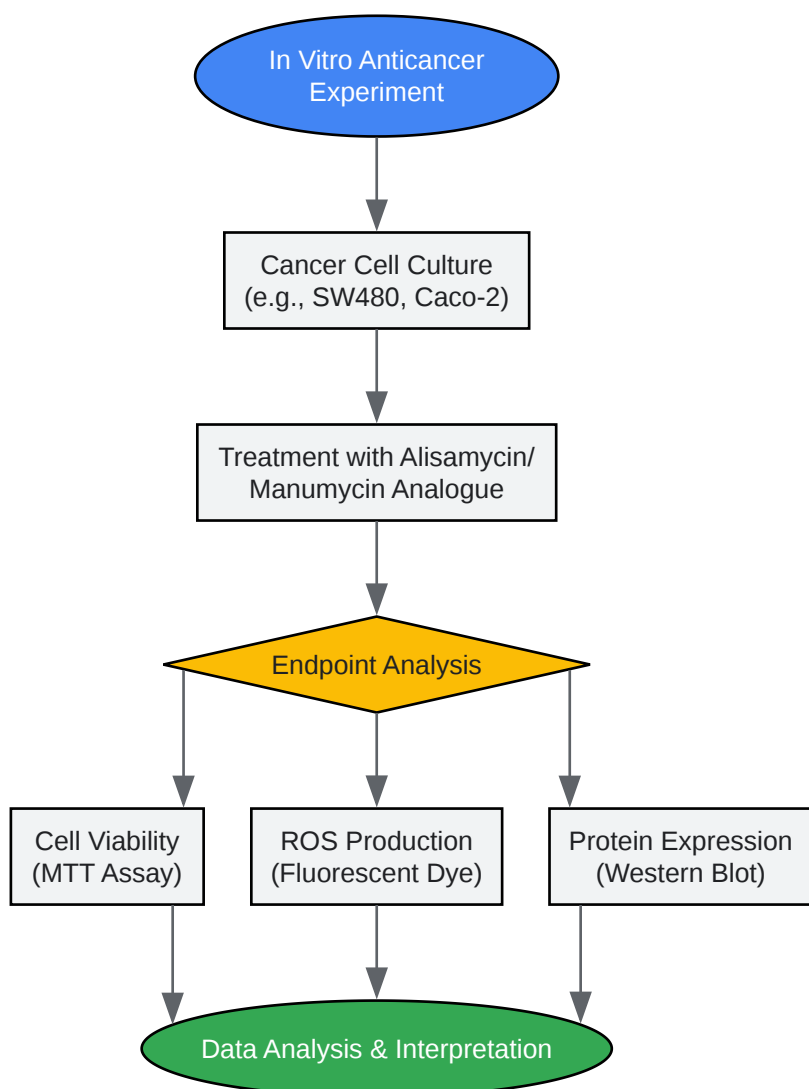 In Vitro Anticancer
Experiment
Cancer Cell Culture
(e.g., SW480, Caco-2)
Treatment with Alisamycin/
Manumycin Analogue
Endpoint Analysis
Cell Viability
(MTT Assay)
ROS Production
(Fluorescent Dye)
Protein Expression
(Western Blot)
Data Analysis & Interpretation